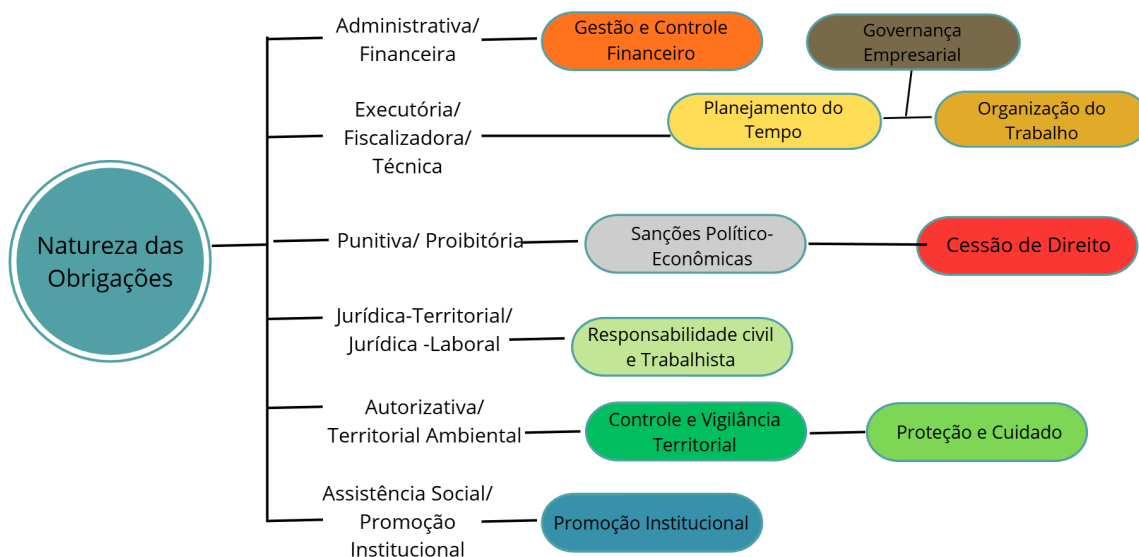 Natureza das
Obrigações
Administrativa/
Financeira
Gestão e Controle
Financeiro
Governança
Empresarial
Executória/
Fiscalizadora/
Técnica
Planejamento do
Tempo
Organização do
Trabalho
Punitiva/ Proibitória
Sanções Político-
Econômicas
Cessão de Direito
Jurídica-Territorial/
Jurídica -Laboral
Responsabilidade civil
e Trabalhista
Autorizativa/
Territorial Ambiental
Controle e Vigilância
Territorial
Proteção e Cuidado
Assistência Social/
Promoção
Institucional
Promoção Institucional